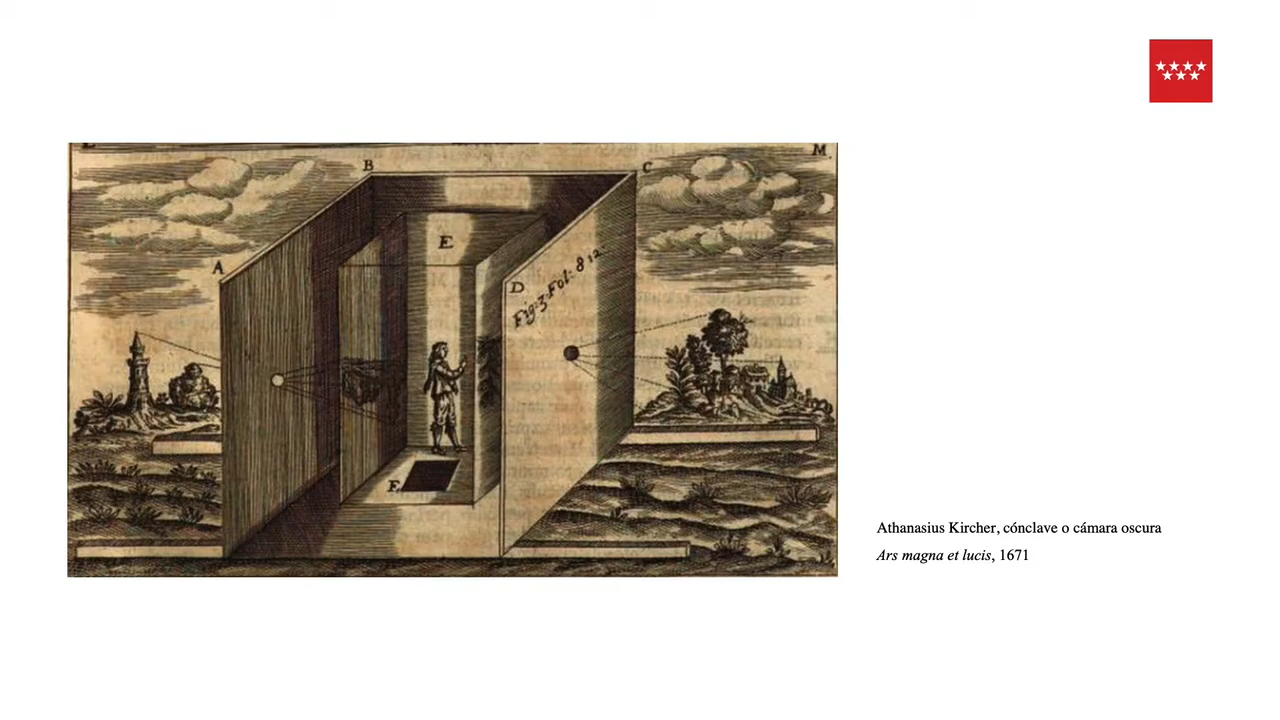 M.
B
C
A
E
D
Fig: 3. Fol: 812
F.
Athanasius Kircher, cónclave o cámara oscura
Ars magna et lucis, 1671